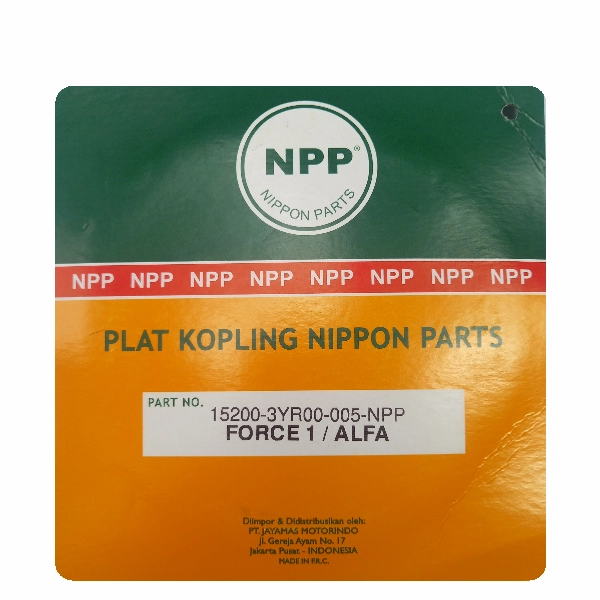 NPP®
NIPPON PARTS
NPP NPP NPP NPP NPP NPP NPP NPP
PLAT KOPLING NIPPON PARTS
PART NO.
15200-3YR00-005-NPP
FORCE 1 / ALFA
Diimpor & Didistribusikan oleh:
PT. JAYAMAS MOTORINDO
Jl. Gereja Ayam No. 17
Jakarta Pusat - INDONESIA
MADE IN P.R.C.